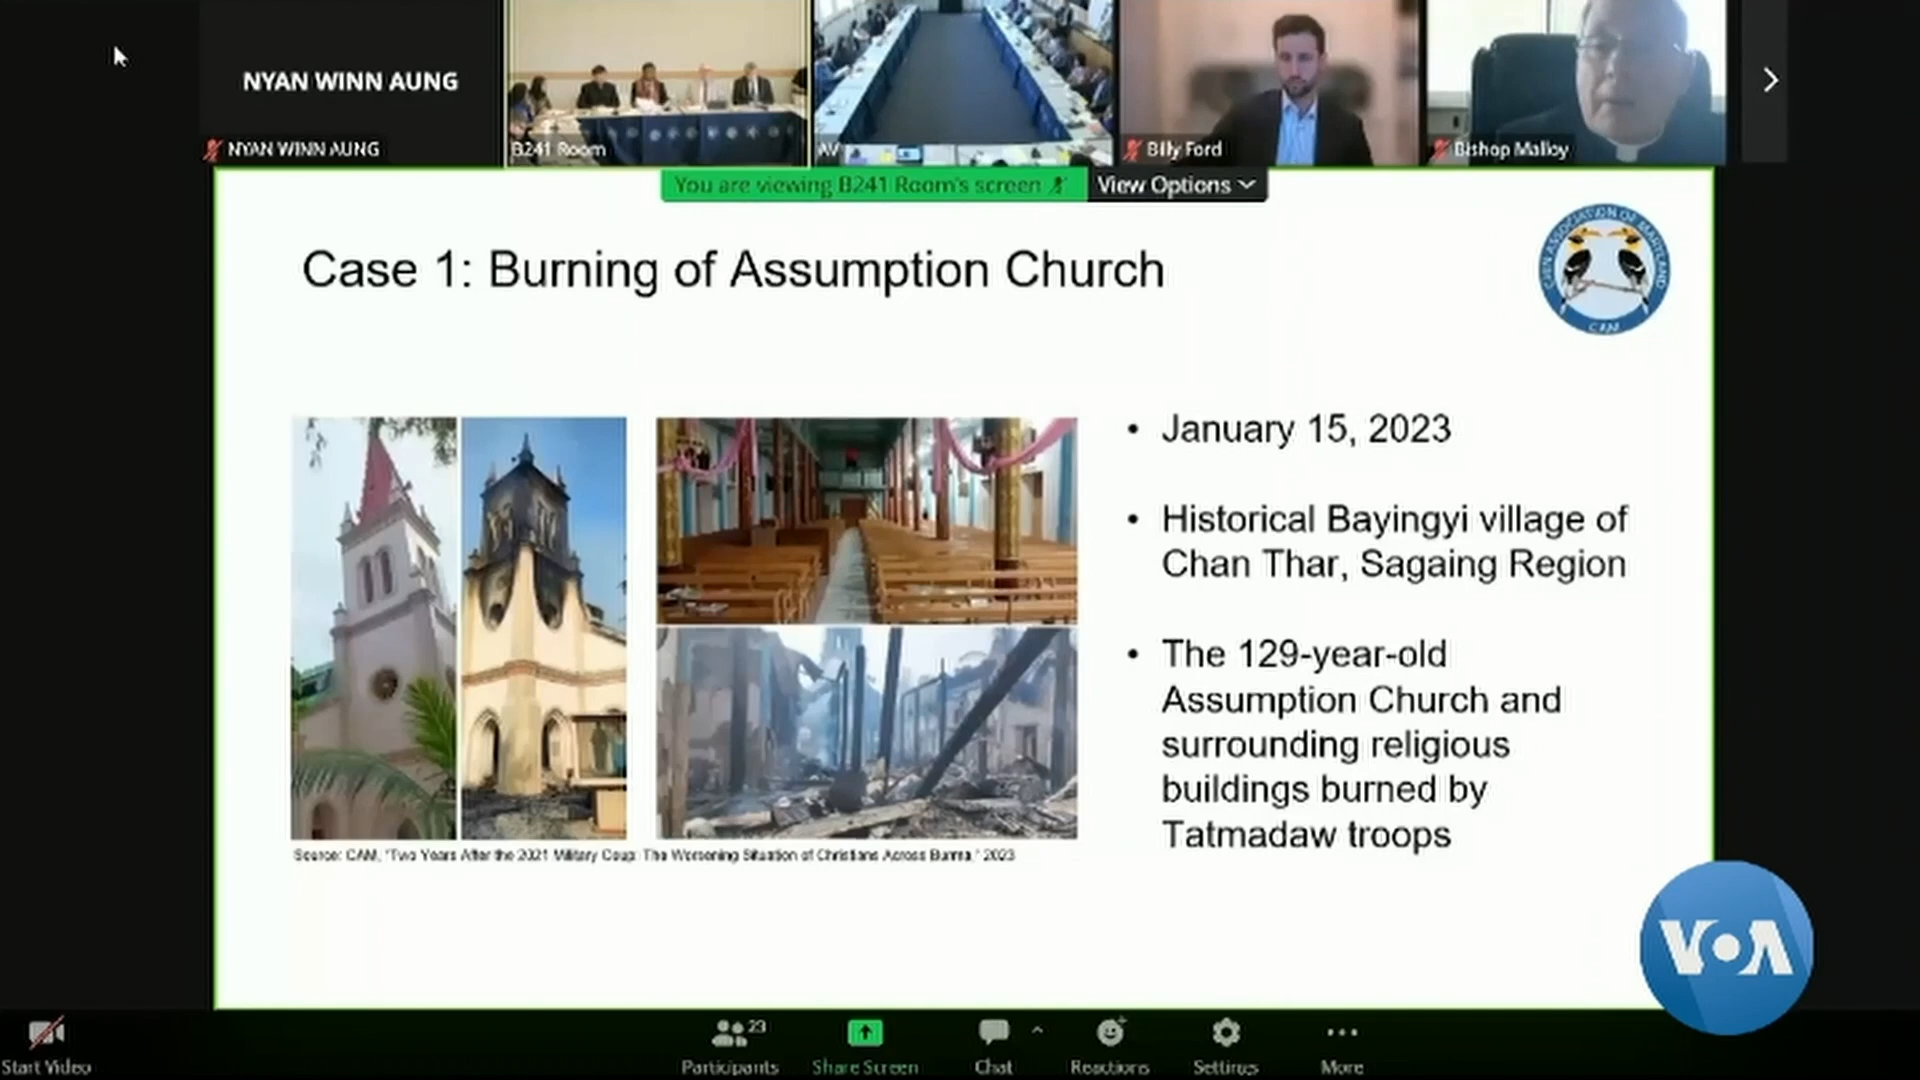 NYAN WINN AUNG
NYAN WINN AUNG
B241 Room
AV
Billy Ford
Bishop Malloy
You are viewing B241 Room's screen
View Options
Case 1: Burning of Assumption Church
CHIN ASSOCIATION OF MARYLAND
CAM
• January 15, 2023
• Historical Bayingyi village of
Chan Thar, Sagaing Region
• The 129-year-old
Assumption Church and
surrounding religious
buildings burned by
Tatmadaw troops
Source: CAM, "Two Years After the 2021 Military Coup: The Worsening Situation of Christians Across Burma," 2023
VOA
Start Video
23
Participants
Share Screen
Chat
Reactions
Settings
More